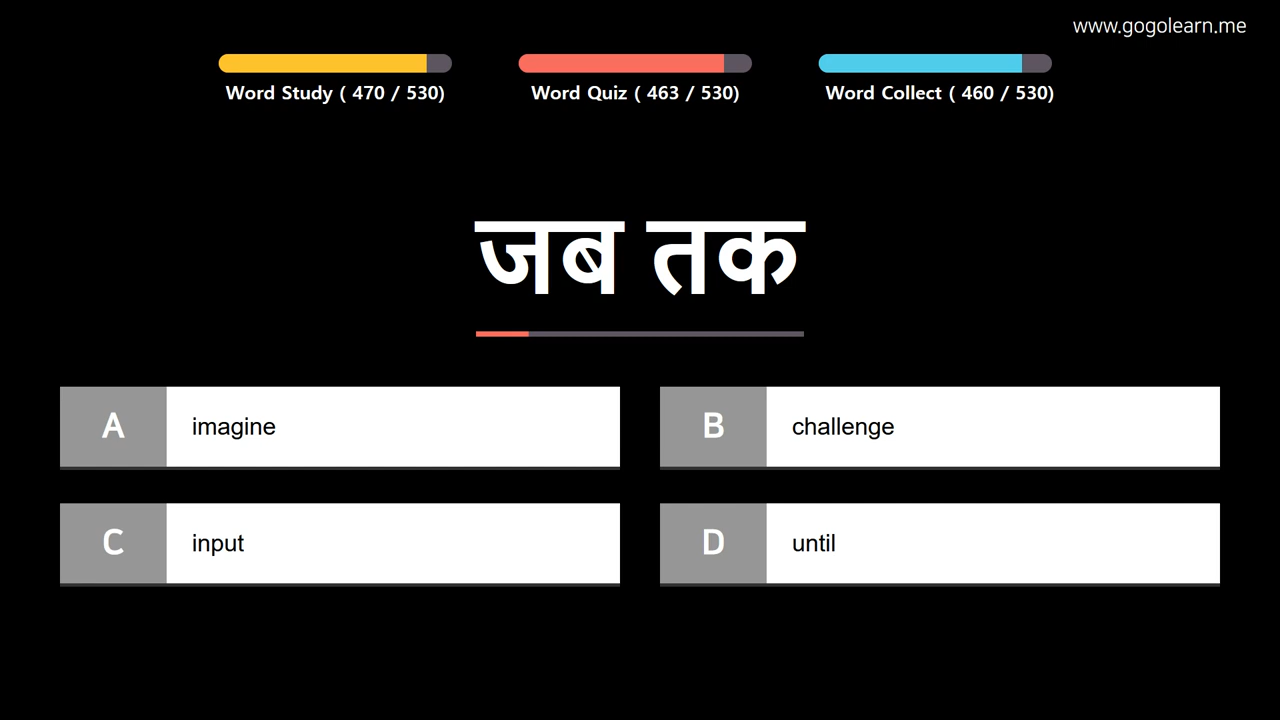 www.gogolearn.me
Word Study ( 470 / 530)
Word Quiz ( 463 / 530)
Word Collect ( 460 / 530)
जब तक
A imagine
B challenge
C input
D until